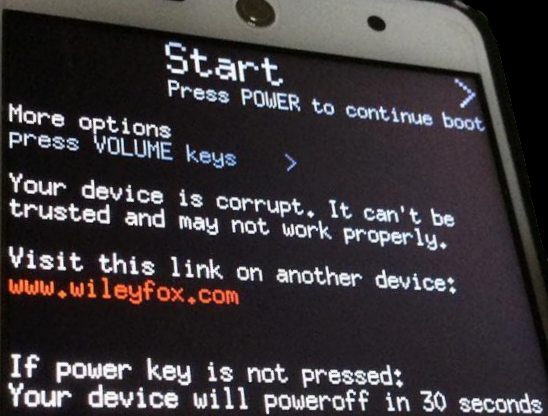 Start
Press POWER to continue boot
More options
press VOLUME keys >
Your device is corrupt. It can't be
trusted and may not work properly.
Visit this link on another device:
www.wileyfox.com
If power key is not pressed:
Your device will poweroff in 30 seconds